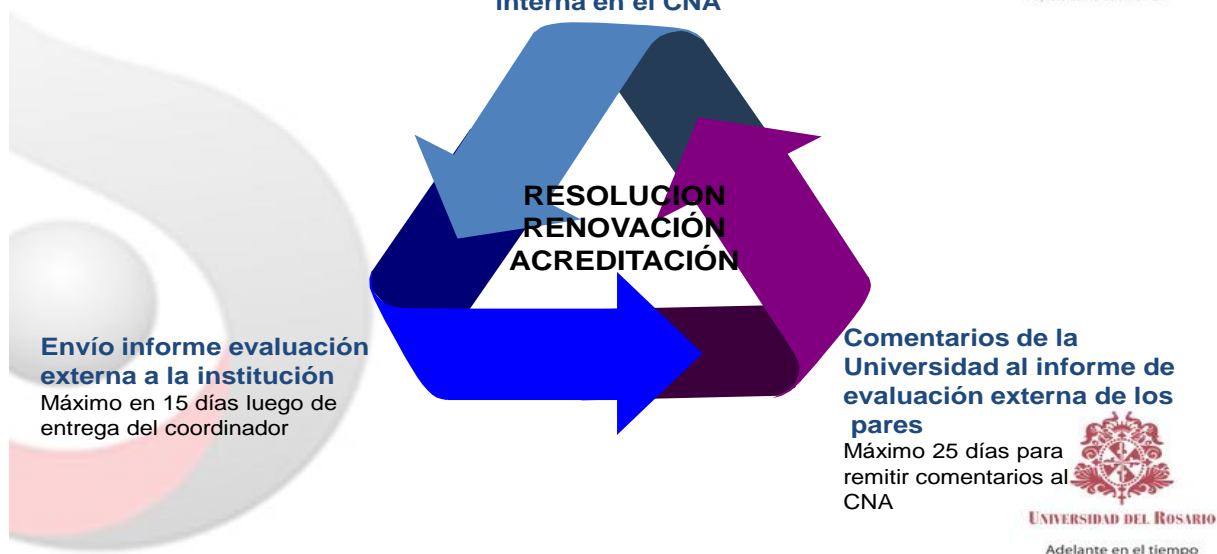 interna en el CNA
RESOLUCION
RENOVACIÓN
ACREDITACIÓN
Envío informe evaluación
externa a la institución
Máximo en 15 días luego de
entrega del coordinador
Comentarios de la
Universidad al informe de
evaluación externa de los
pares
Máximo 25 días para
remitir comentarios al
CNA
UNIVERSIDAD DEL ROSARIO
Adelante en el tiempo